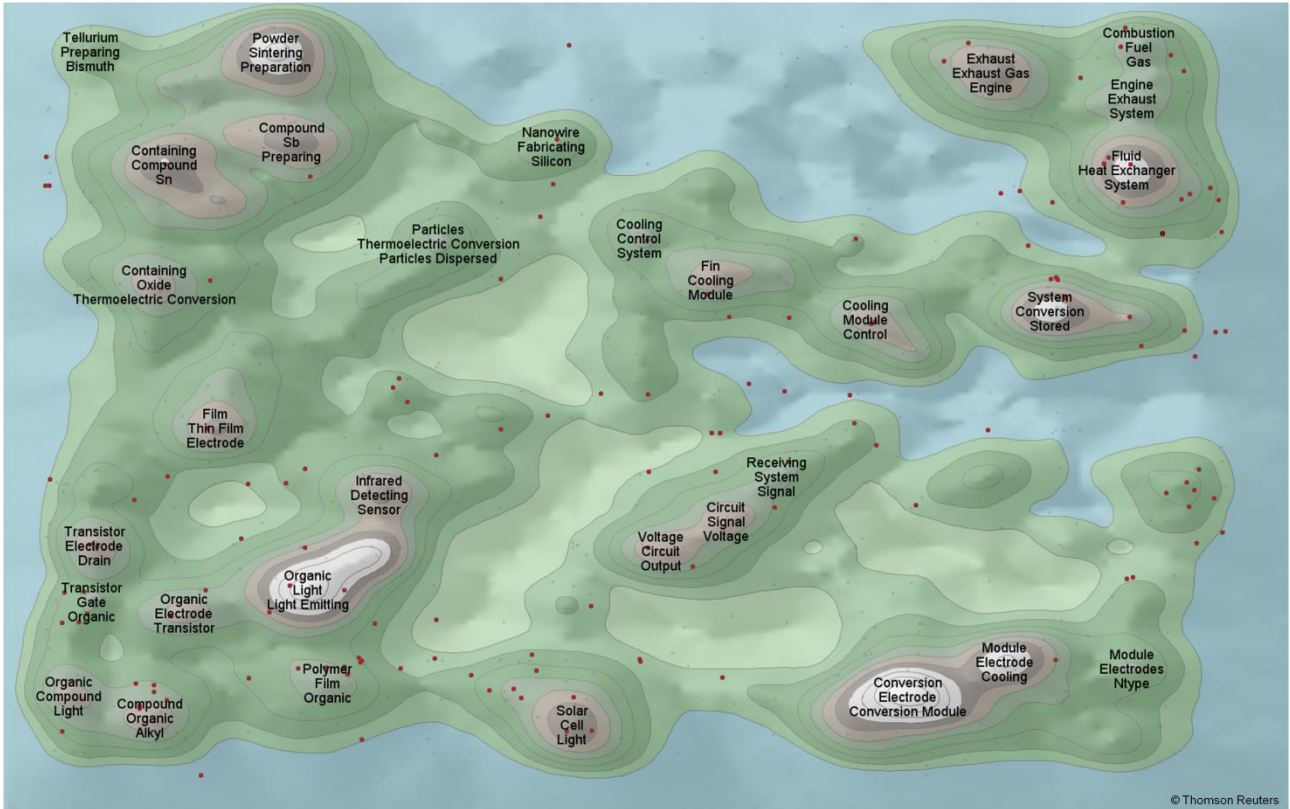 Tellurium
Preparing
Bismuth
Powder
Sintering
Preparation
Exhaust
Exhaust Gas
Engine
Combustion
Fuel
Gas
Engine
Exhaust
System
Containing
Compound
Sn
Compound
Sb
Preparing
Nanowire
Fabricating
Silicon
Fluid
Heat Exchanger
System
Particles
Thermoelectric Conversion
Particles Dispersed
Cooling
Control
System
Containing
Oxide
Thermoelectric Conversion
Fin
Cooling
Module
Cooling
Module
Control
System
Conversion
Stored
Film
Thin Film
Electrode
Infrared
Detecting
Sensor
Receiving
System
Signal
Circuit
Signal
Voltage
Voltage
Circuit
Output
Transistor
Electrode
Drain
Transistor
Gate
Organic
Organic
Electrode
Transistor
Organic
Light
Light Emitting
Organic
Compound
Light
Compound
Organic
Alkyl
Polymer
Film
Organic
Solar
Cell
Light
Conversion
Electrode
Conversion Module
Module
Electrode
Cooling
Module
Electrodes
Ntype
© Thomson Reuters